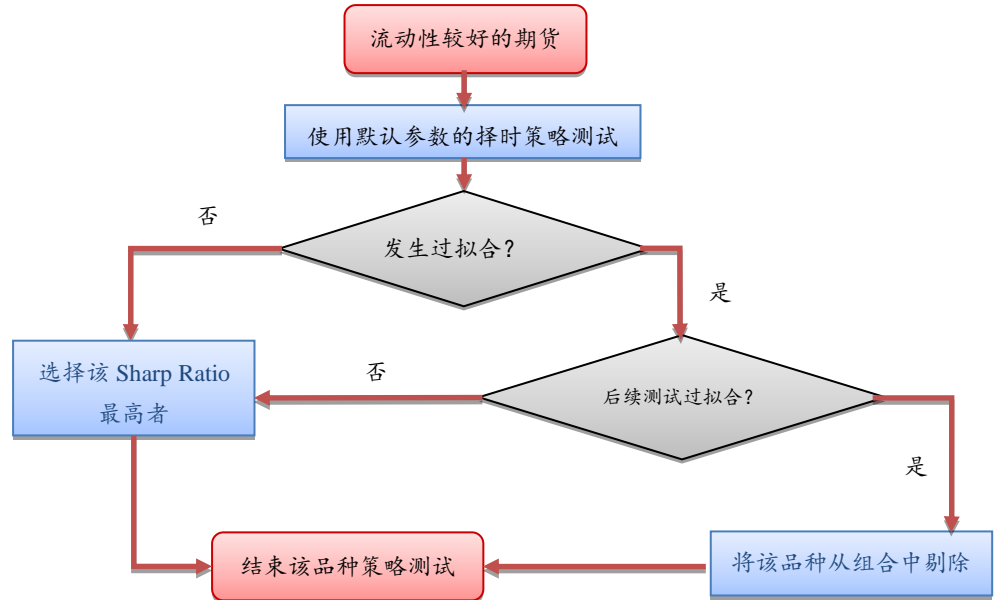 流动性较好的期货
使用默认参数的择时策略测试
否
发生过拟合？
是
选择该 Sharp Ratio
最高者
否
后续测试过拟合？
是
结束该品种策略测试
将该品种从组合中剔除